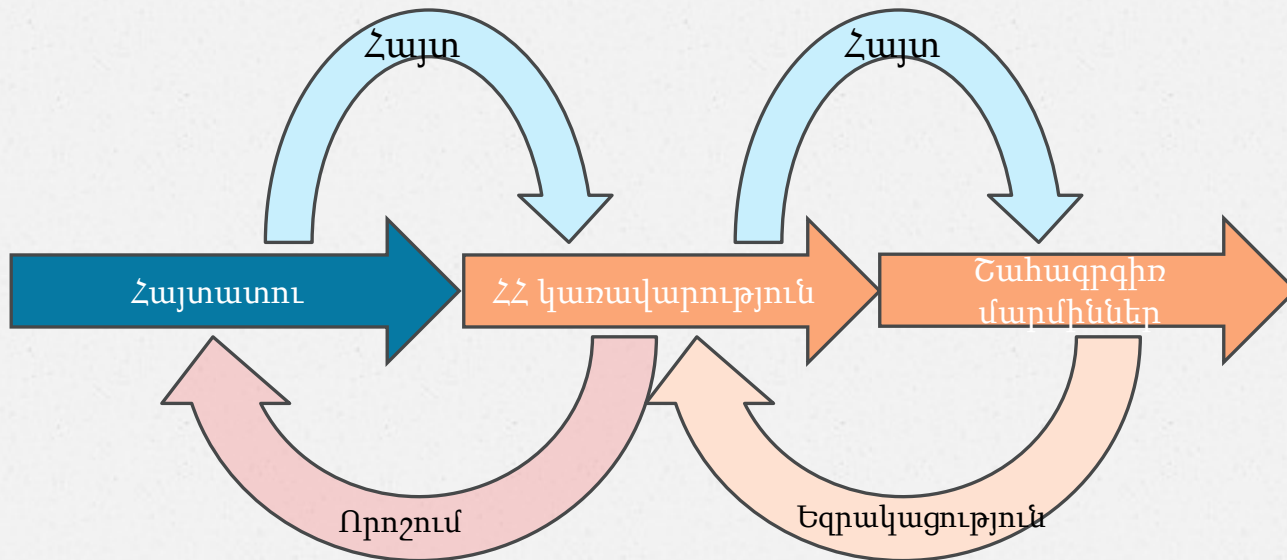 Հայտ
Հայտ
Հայտատու
ՀՀ կառավարություն
Շահագրգիռ
մարմիններ
Որոշում
Եզրակացություն